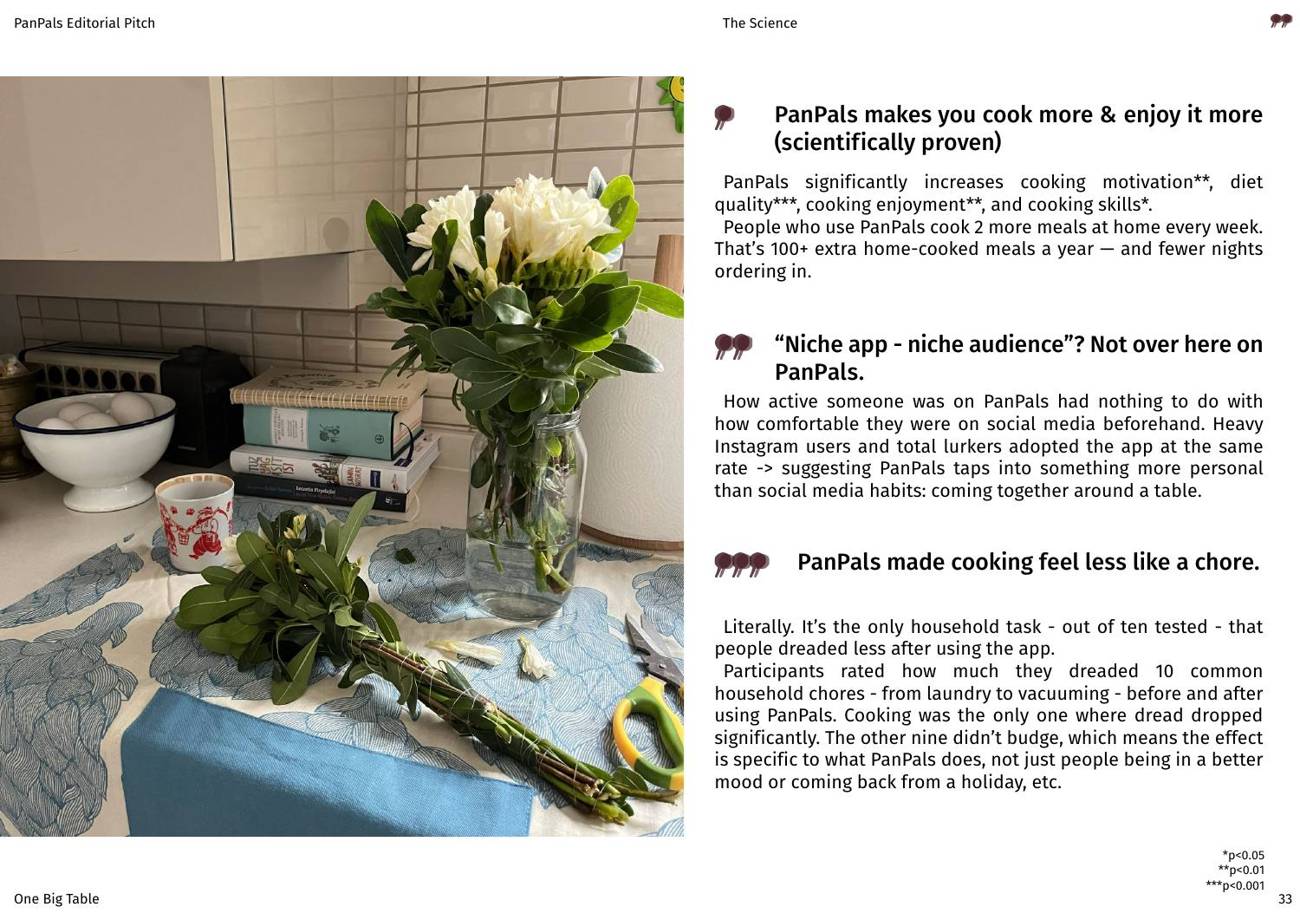 PanPals Editorial Pitch
The Science
PanPals makes you cook more & enjoy it more
(scientifically proven)
PanPals significantly increases cooking motivation**, diet
quality***, cooking enjoyment**, and cooking skills*.
People who use PanPals cook 2 more meals at home every week.
That’s 100+ extra home-cooked meals a year — and fewer nights
ordering in.
“Niche app - niche audience”? Not over here on
PanPals.
How active someone was on PanPals had nothing to do with
how comfortable they were on social media beforehand. Heavy
Instagram users and total lurkers adopted the app at the same
rate -> suggesting PanPals taps into something more personal
than social media habits: coming together around a table.
PanPals made cooking feel less like a chore.
Literally. It’s the only household task - out of ten tested - that
people dreaded less after using the app.
Participants rated how much they dreaded 10 common
household chores - from laundry to vacuuming - before and after
using PanPals. Cooking was the only one where dread dropped
significantly. The other nine didn’t budge, which means the effect
is specific to what PanPals does, not just people being in a better
mood or coming back from a holiday, etc.
*p<0.05
**p<0.01
***p<0.001
One Big Table
33